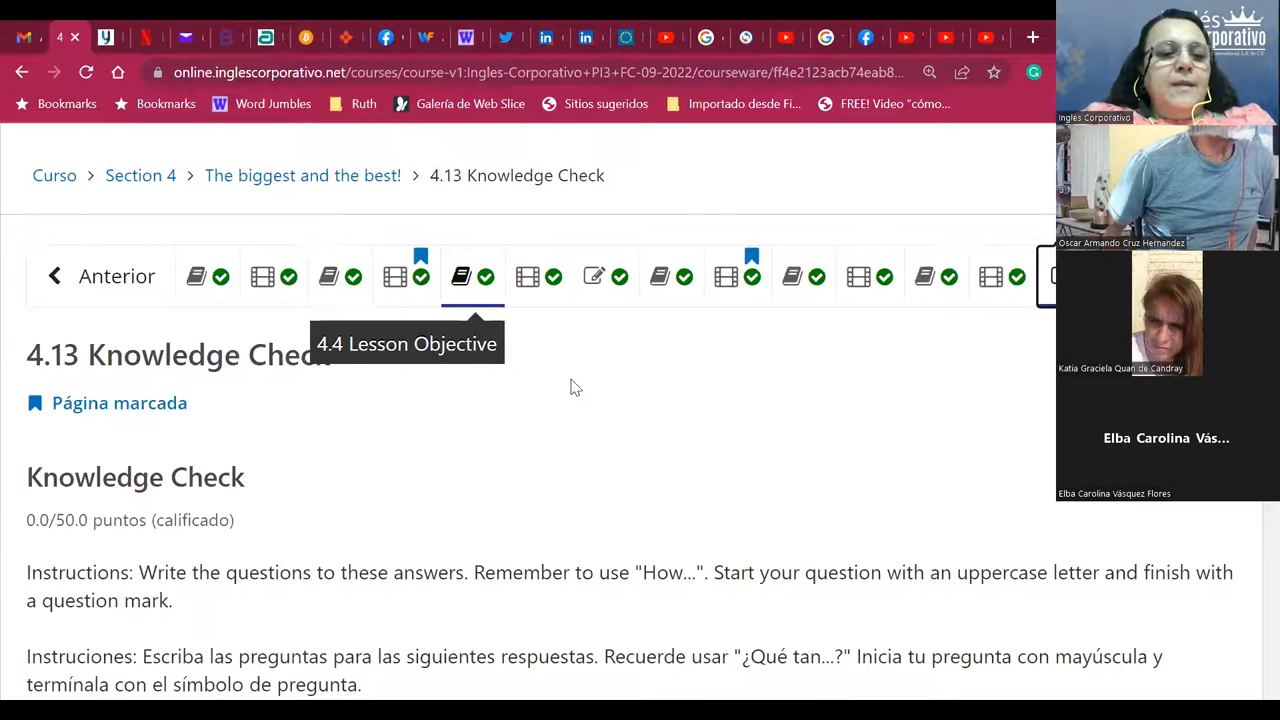 4
WF
online.inglescorporativo.net/courses/course-v1:Ingles-Corporativo+PI3+FC-09-2022/courseware/ff4e2123acb74eab8...
Bookmarks
Bookmarks
Word Jumbles
Ruth
Galería de Web Slice
Sitios sugeridos
Importado desde Fi...
FREE! Video "cómo...
Curso > Section 4 > The biggest and the best! > 4.13 Knowledge Check
Anterior
4.4 Lesson Objective
4.13 Knowledge Check
Página marcada
Knowledge Check
0.0/50.0 puntos (calificado)
Instructions: Write the questions to these answers. Remember to use "How...". Start your question with an uppercase letter and finish with
a question mark.
Instruciones: Escriba las preguntas para las siguientes respuestas. Recuerde usar "¿Qué tan...?" Inicia tu pregunta con mayúscula y
termínala con el símbolo de pregunta.
Ingles Corporativo
Oscar Armando Cruz Hernandez
Katia Graciela Quan de Candray
Elba Carolina Vás...
Elba Carolina Vásquez Flores